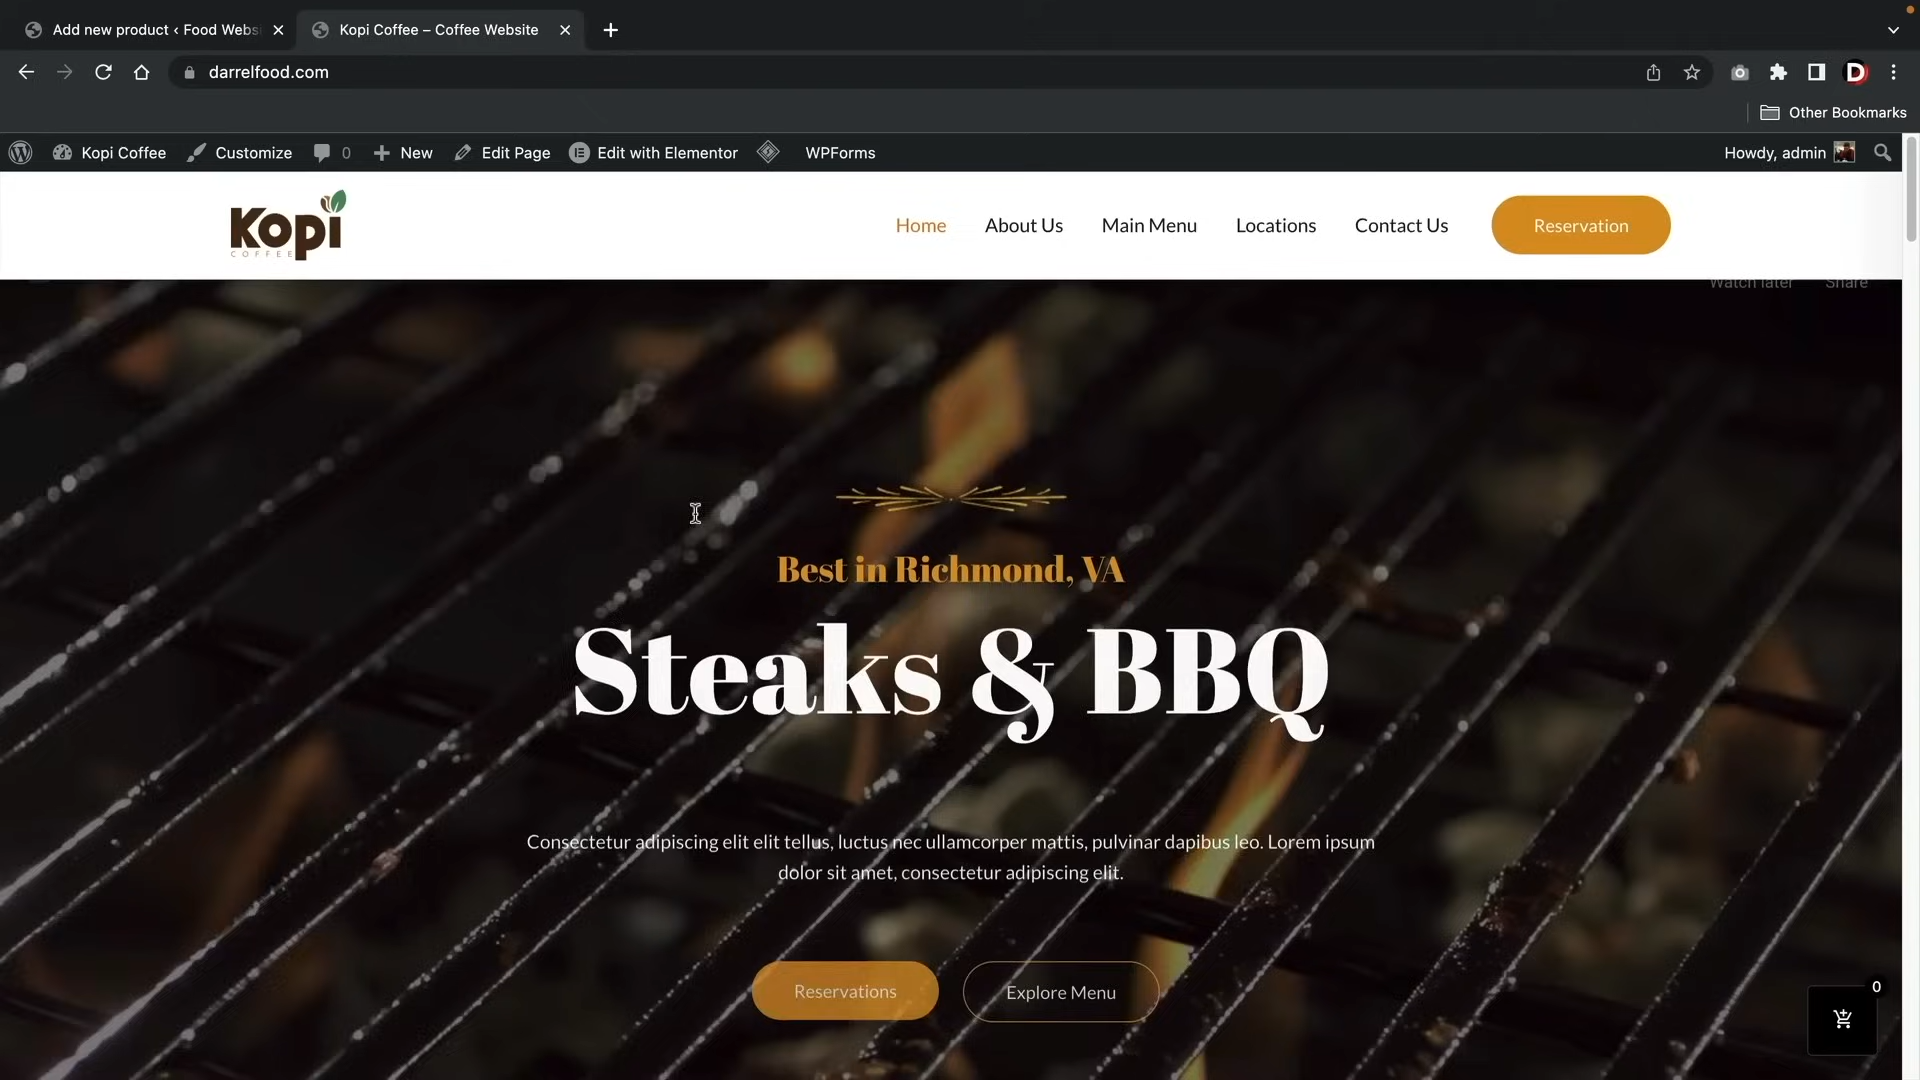 Add new product ‹ Food Webs
Kopi Coffee – Coffee Website
darrelfood.com
Other Bookmarks
Kopi Coffee
Customize
0
New
Edit Page
Edit with Elementor
WPForms
Howdy, admin
Kopi
COFFEE
Home
About Us
Main Menu
Locations
Contact Us
Reservation
Watch later
Share
Best in Richmond, VA
Steaks & BBQ
Consectetur adipiscing elit elit tellus, luctus nec ullamcorper mattis, pulvinar dapibus leo. Lorem ipsum
dolor sit amet, consectetur adipiscing elit.
Reservations
Explore Menu
0